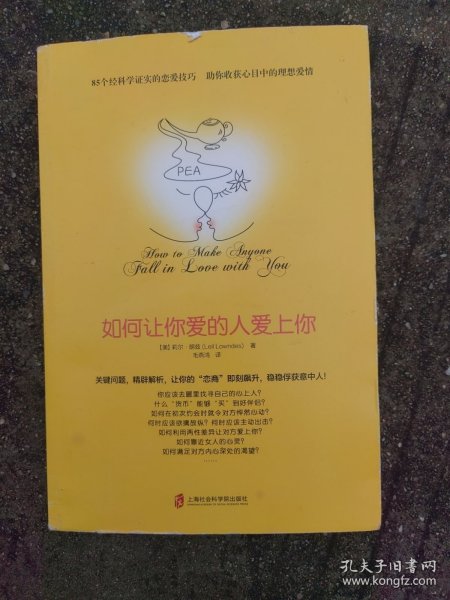 85个经科学证实的恋爱技巧 助你收获心目中的理想爱情
PEA
How to Make Anyone
Fall in Love with You
如何让你爱的人爱上你
[美]莉尔·朗兹(Leil Lowndes) 著
毛燕鸿 译
关键问题,精辟解析,让你的“恋商”即刻飙升,稳稳俘获意中人!
你应该去哪里找寻自己的心上人?
什么“货币”能够“买”到好伴侣?
如何在初次约会时就令对方怦然心动?
何时应该欲擒故纵?何时应该主动出击?
如何利用两性差异让对方爱上你?
如何靠近女人的心灵?
如何满足对方内心深处的渴望?
……
上海社会科学院出版社
SHANGHAI ACADEMY OF SOCIAL SCIENCES PRESS
孔夫子旧书网
www.kongfz.com